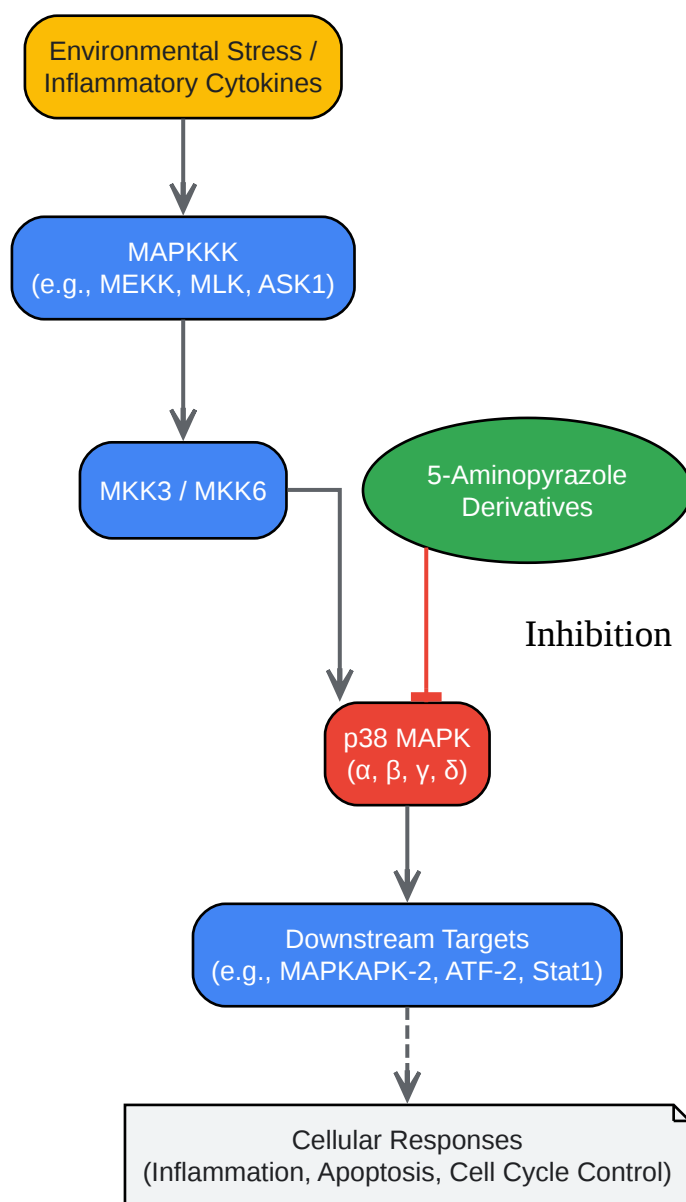 Environmental Stress /
Inflammatory Cytokines
MAPKKK
(e.g., MEKK, MLK, ASK1)
MKK3 / MKK6
5-Aminopyrazole
Derivatives
Inhibition
p38 MAPK
(α, β, γ, δ)
Downstream Targets
(e.g., MAPKAPK-2, ATF-2, Stat1)
Cellular Responses
(Inflammation, Apoptosis, Cell Cycle Control)